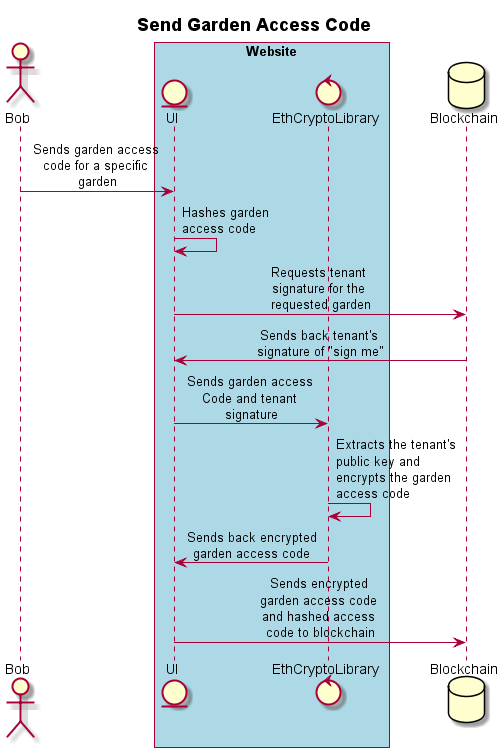 Send Garden Access Code
Website
Bob
UI
EthCryptoLibrary
Blockchain
Sends garden access
code for a specific
garden
Hashes garden
access code
Requests tenant
signature for the
requested garden
Sends back tenant's
signature of "sign me"
Sends garden access
Code and tenant
signature
Extracts the tenant's
public key and
encrypts the garden
access code
Sends back encrypted
garden access code
Sends encrypted
garden access code
and hashed access
code to blockchain
Bob
UI
EthCryptoLibrary
Blockchain